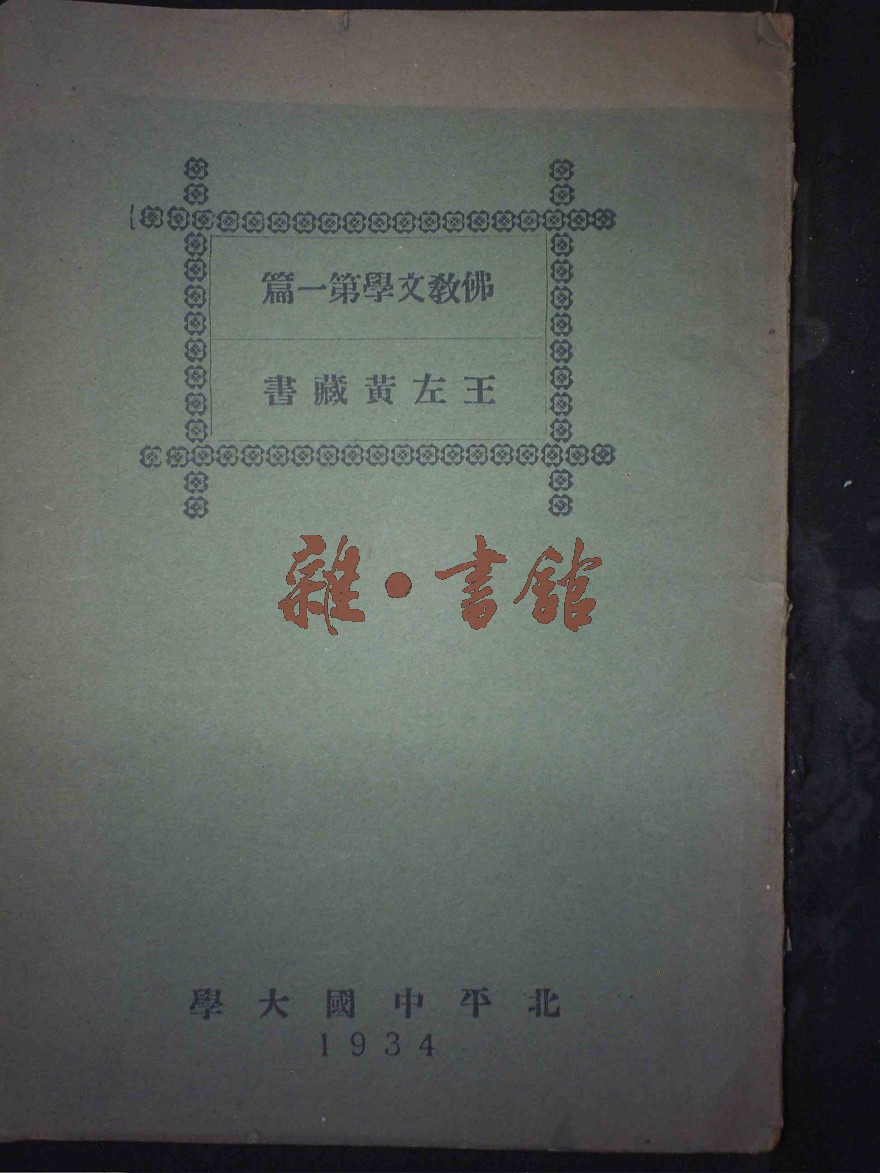 佛教文學第一篇
王左黃藏書
雜·書館
北平中國大學
1934